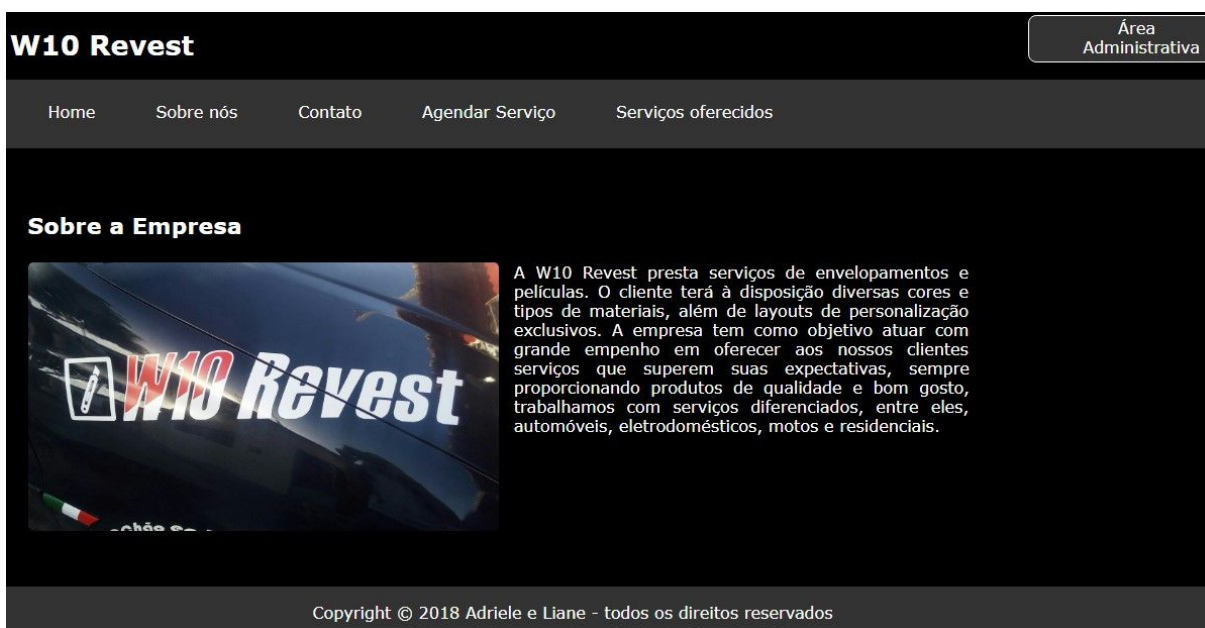 W10 Revest
Área
Administrativa
Home
Sobre nós
Contato
Agendar Serviço
Serviços oferecidos
Sobre a Empresa
W10 Revest
A W10 Revest presta serviços de envelopamentos e
películas. O cliente terá à disposição diversas cores e
tipos de materiais, além de layouts de personalização
exclusivos. A empresa tem como objetivo atuar com
grande empenho em oferecer aos nossos clientes
serviços que superem suas expectativas, sempre
proporcionando produtos de qualidade e bom gosto,
trabalhamos com serviços diferenciados, entre eles,
automóveis, eletrodomésticos, motos e residenciais.
Copyright © 2018 Adriele e Liane - todos os direitos reservados